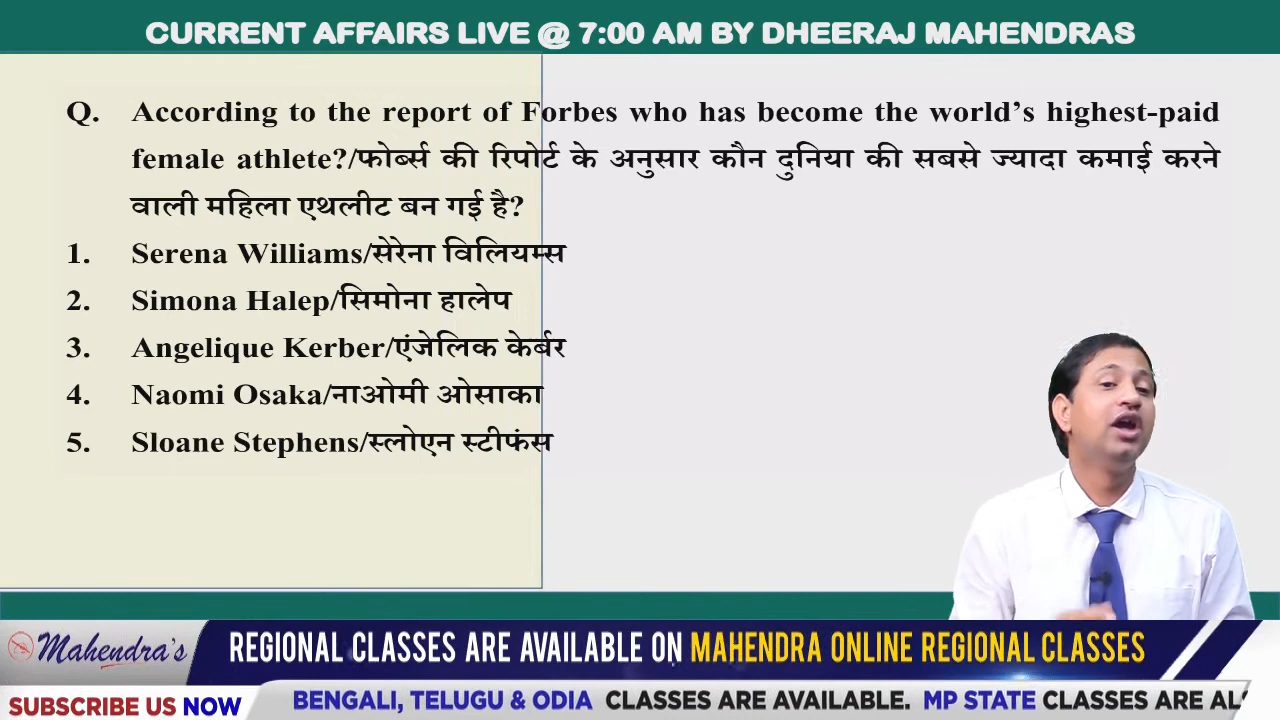 CURRENT AFFAIRS LIVE @ 7:00 AM BY DHEERAJ MAHENDRAS
Q. According to the report of Forbes who has become the world’s highest-paid
female athlete?/फोर्ब्स की रिपोर्ट के अनुसार कौन दुनिया की सबसे ज्यादा कमाई करने
वाली महिला एथलीट बन गई है?
1. Serena Williams/सेरेना विलियम्स
2. Simona Halep/सिमोना हालेप
3. Angelique Kerber/एंजेलिक केर्बर
4. Naomi Osaka/नाओमी ओसाका
5. Sloane Stephens/स्लोएन स्टीफंस
Mahendra's
REGIONAL CLASSES ARE AVAILABLE ON MAHENDRA ONLINE REGIONAL CLASSES
SUBSCRIBE US NOW
BENGALI, TELUGU & ODIA CLASSES ARE AVAILABLE. MP STATE CLASSES ARE